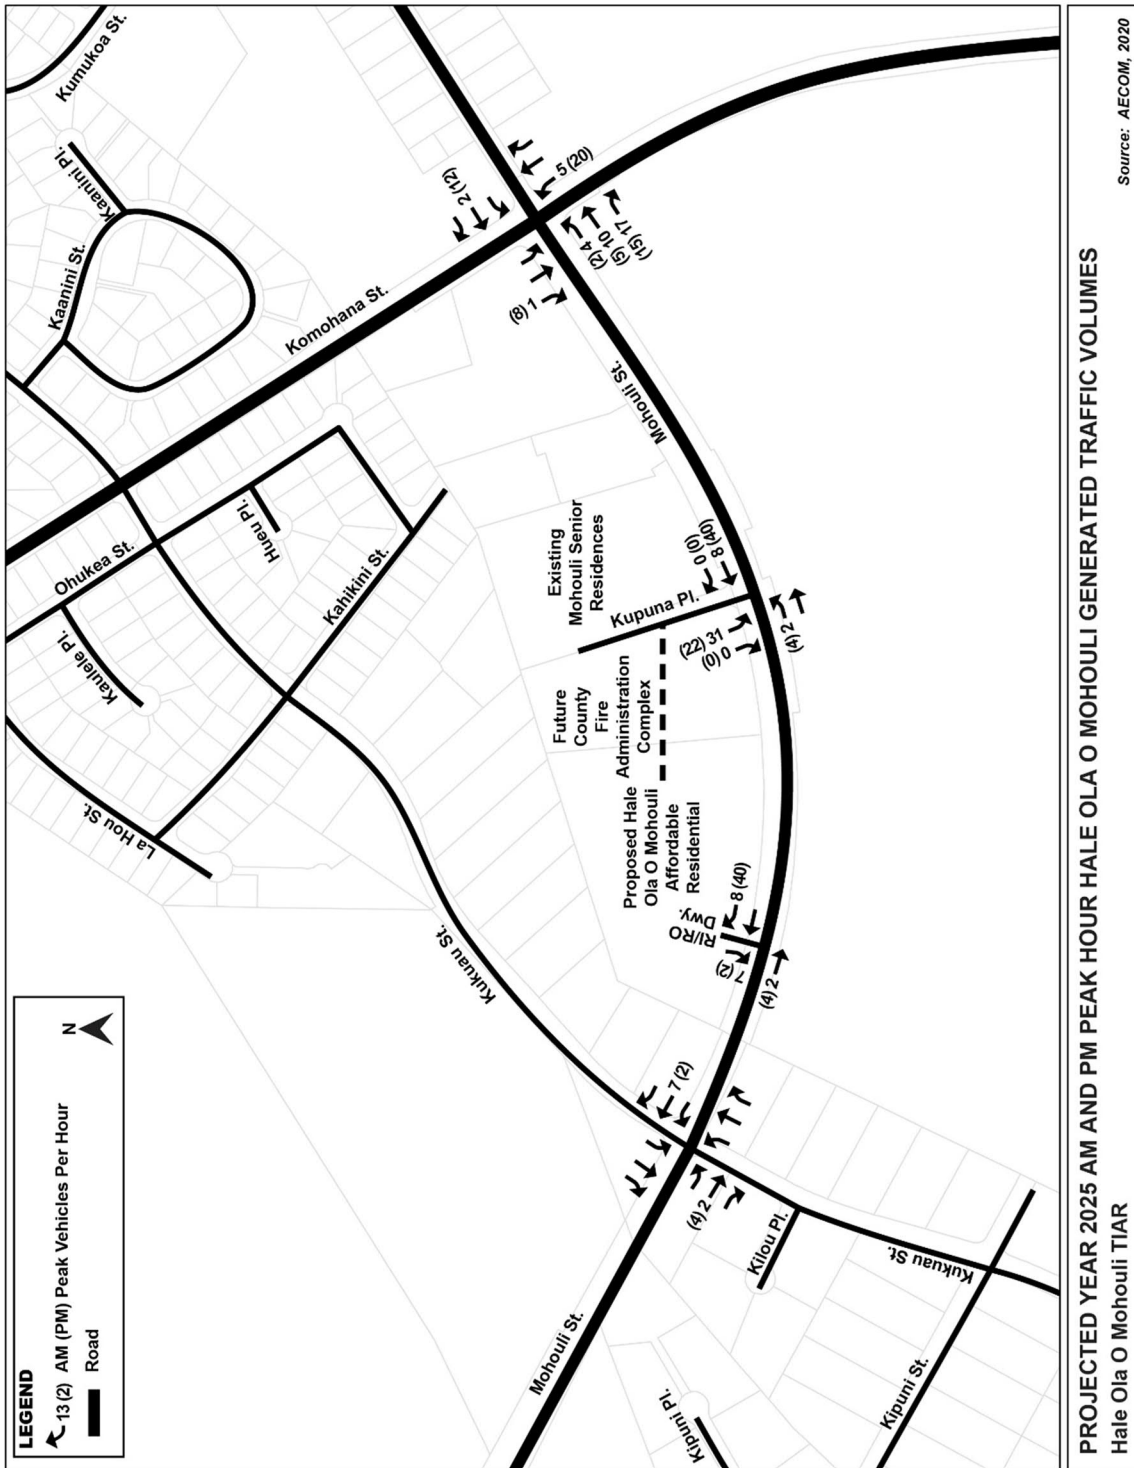 LEGEND
13 (2) AM (PM) Peak Vehicles Per Hour
Road
N
Kumukoa St.
Kaanini Pl.
Kaanini St.
Komohana St.
Ohukea St.
Hueu Pl.
Kaulele Pl.
Kahikini St.
La Hou St.
Kukuau St.
2 (12)
5 (20)
(8) 1
(2) 4
(5) 10
(15) 17
Mohouli St.
Existing
Mohouli Senior
Residences
Kupuna Pl.
0 (0)
8 (40)
(22) 31
(0) 0
(4) 2
Future
County
Fire
Administration
Complex
Proposed Hale
Ola O Mohouli
Affordable
Residential
RI/RO
Dwy.
8 (40)
7 (2)
(4) 2
7 (2)
(4) 2
Mohouli St.
Kilou Pl.
Kukuau St.
Kipuni Pl.
Kipuni St.
PROJECTED YEAR 2025 AM AND PM PEAK HOUR HALE OLA O MOHOULI GENERATED TRAFFIC VOLUMES
Hale Ola O Mohouli TIAR
Source: AECOM, 2020